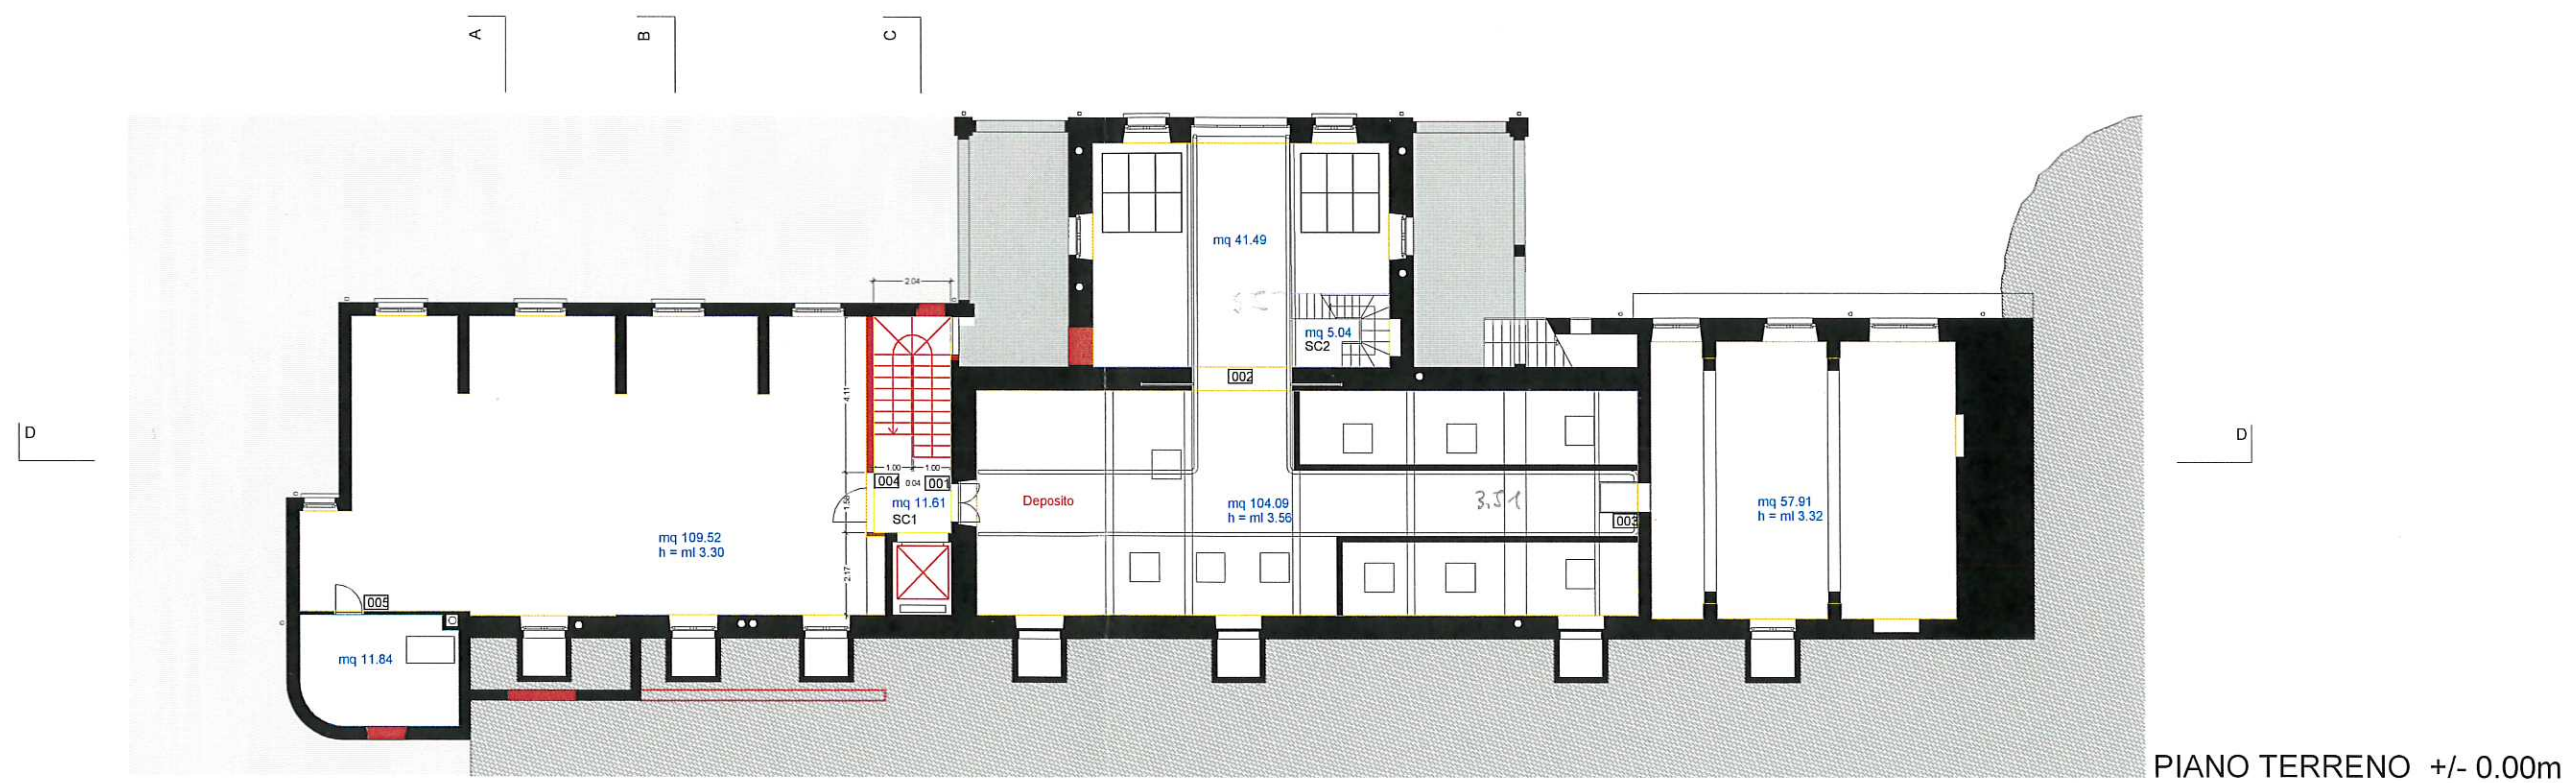 A
B
C
2.04
mq 41.49
mq 5.04
SC2
002
4.11
D
D
1.00
1.00
004
0.04
001
1.50
mq 11.61
SC1
Deposito
mq 104.09
h = ml 3.56
3,51
003
mq 57.91
h = ml 3.32
mq 109.52
h = ml 3.30
2.17
005
mq 11.84
PIANO TERRENO +/- 0.00m